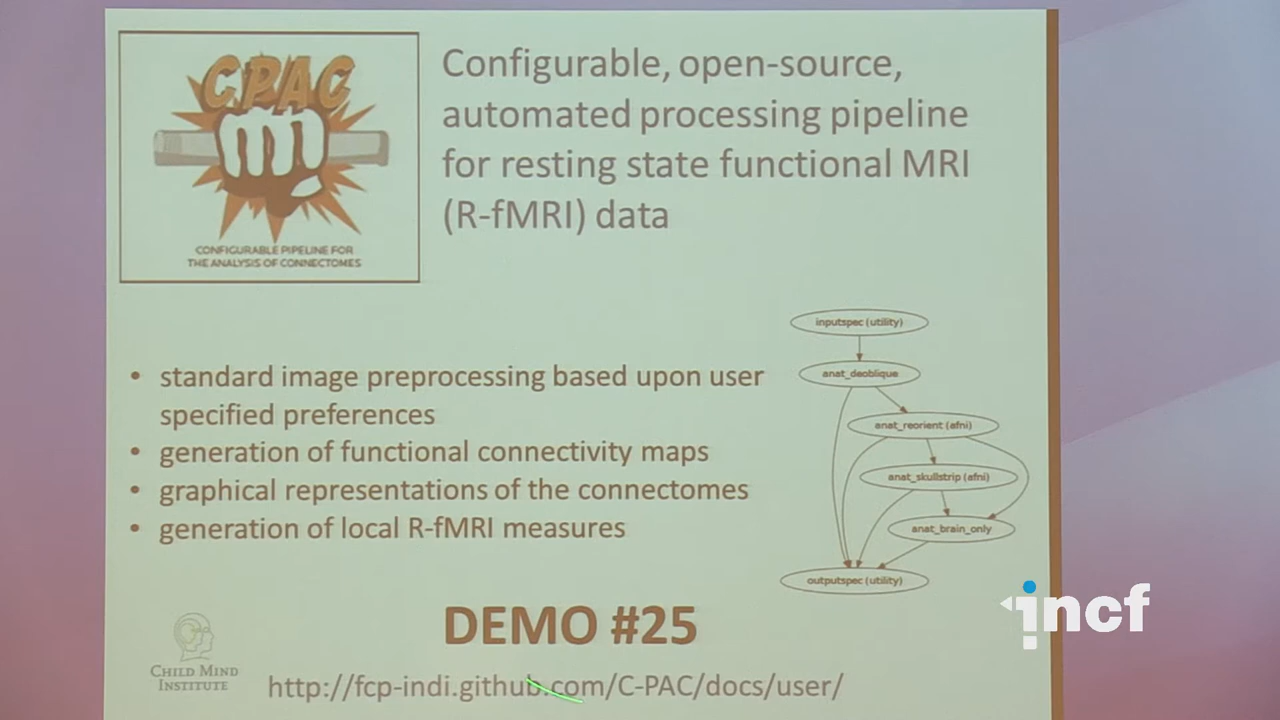 CPAC
CONFIGURABLE PIPELINE FOR
THE ANALYSIS OF CONNECTOMES
Configurable, open-source,
automated processing pipeline
for resting state functional MRI
(R-fMRI) data
• standard image preprocessing based upon user
specified preferences
• generation of functional connectivity maps
• graphical representations of the connectomes
• generation of local R-fMRI measures
inputspec (utility)
anat_deoblique
anat_reorient (afni)
anat_skullstrip (afni)
anat_brain_only
outputspec (utility)
DEMO #25
CHILD MIND
INSTITUTE
http://fcp-indi.github.com/C-PAC/docs/user/
incf